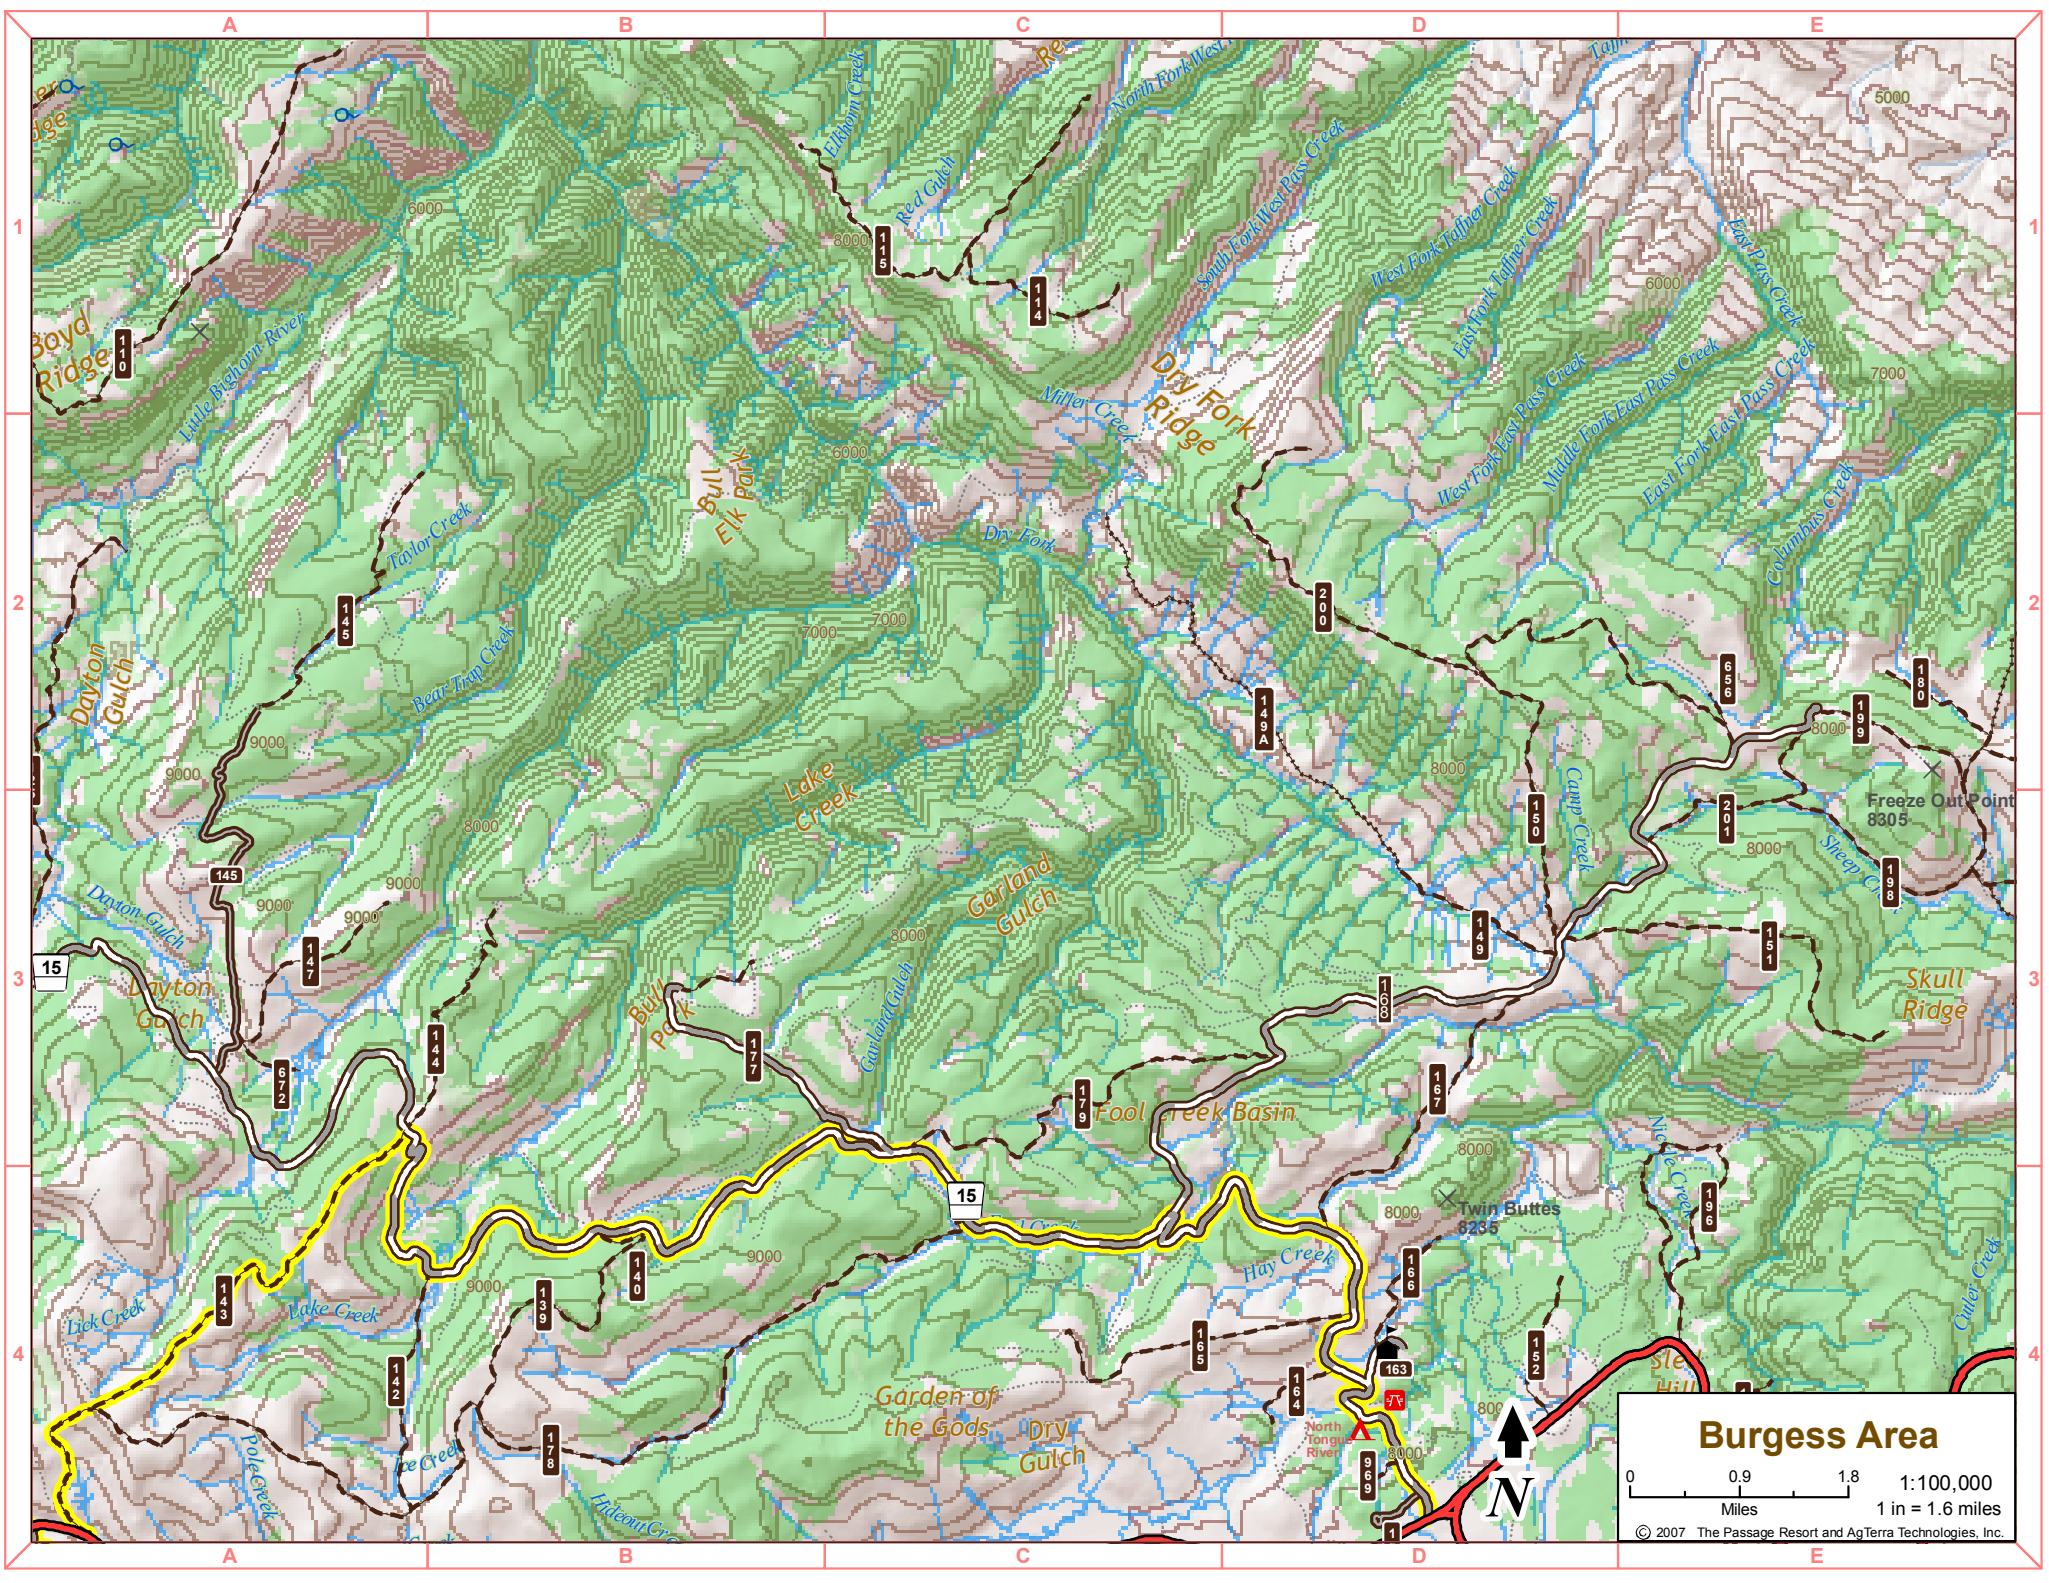 A B C D E
Elkhorn Creek
North Fork West
5000
1
1
6000
Red Gulch
8000
115
South Fork West Pass Creek
West Fork Taffner Creek
East Fork Taffner Creek
East Pass Creek
6000
114
Boyd
Ridge
110
Little Bighorn River
Dry Fork
Ridge
Miller Creek
West Fork East Pass Creek
Middle Fork East Pass Creek
East Fork East Pass Creek
7000
6000
Bull
Elk Park
Columbus Creek
Taylor Creek
Dry Fork
2
2
145
200
7000
7000
Dayton
Gulch
Bear Trap Creek
656
180
149A
199
8000
9000
9000
8000
Lake
Creek
Camp Creek
150
201
Freeze Out Point
8305
8000
8000
Sheep
198
145
9000
9000
9000
Garland
Gulch
Dayton Gulch
8000
149
151
15
147
Dayton
Gulch
3
3
Skull
Ridge
Bull
Park
Garland Gulch
168
144
177
672
167
179
Fool Creek Basin
Nickle Creek
8000
15
196
Twin Buttes
8235
8000
9000
Hay Creek
Cutler Creek
166
140
9000
143
139
Lick Creek
Lake Creek
4
4
165
152
142
163
164
Garden of
the Gods
Dry
Gulch
North
Tongue
River
8000
Pole Creek
Ice Creek
178
969
Hideout
N
Burgess Area
0 0.9 1.8
Miles
1:100,000
1 in = 1.6 miles
© 2007 The Passage Resort and AgTerra Technologies, Inc.
A B C D E